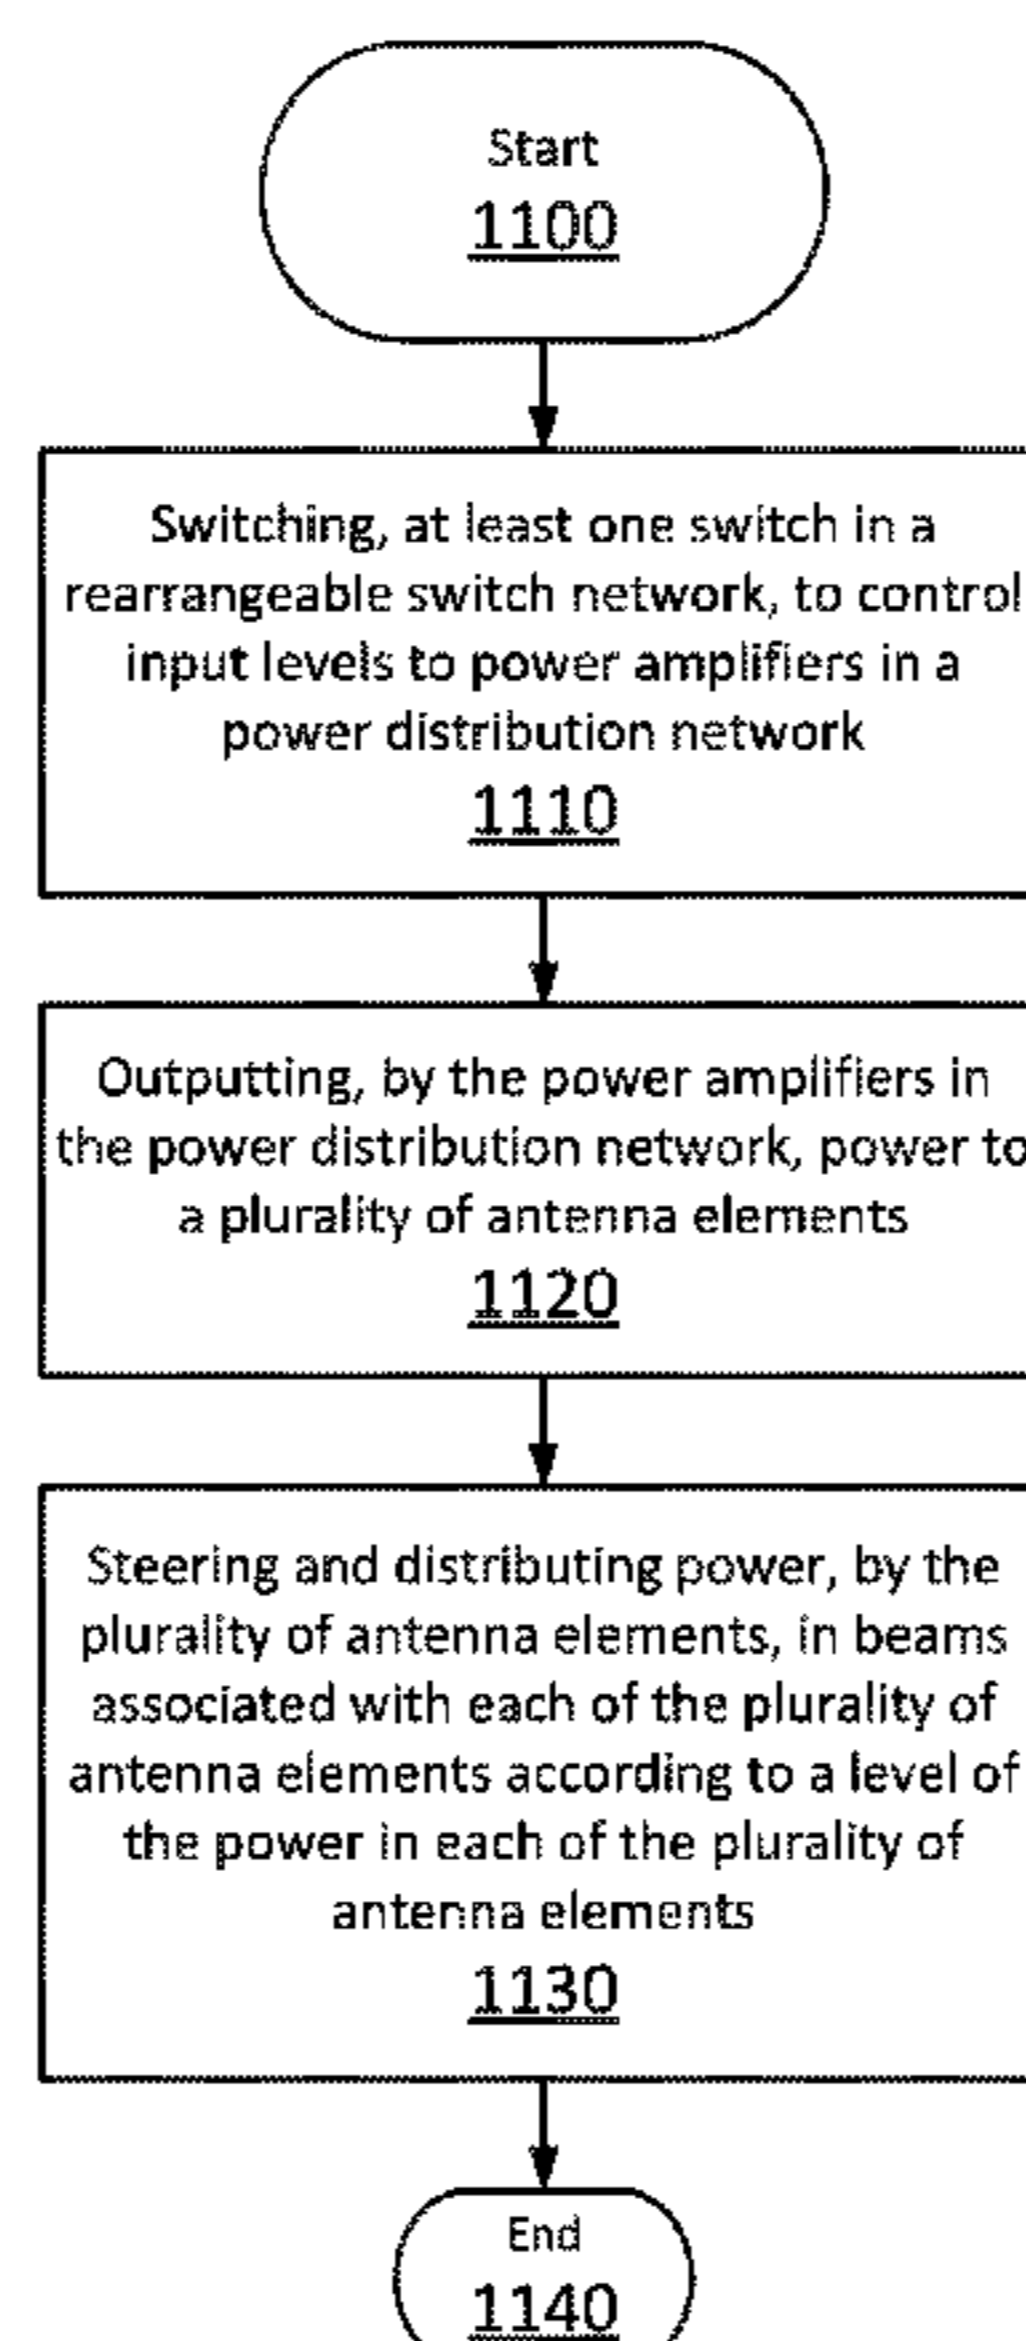 Start
1100
Switching, at least one switch in a
rearrangeable switch network, to control
input levels to power amplifiers in a
power distribution network
1110
Outputting, by the power amplifiers in
the power distribution network, power to
a plurality of antenna elements
1120
Steering and distributing power, by the
plurality of antenna elements, in beams
associated with each of the plurality of
antenna elements according to a level of
the power in each of the plurality of
antenna elements
1130
End
1140